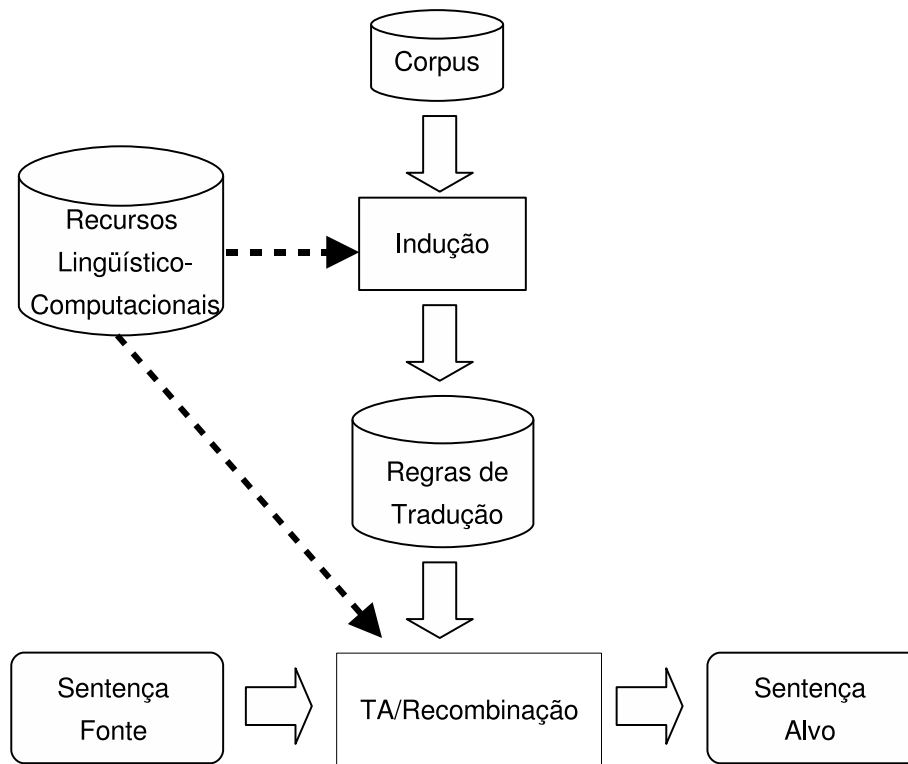 Corpus
Recursos
Lingüístico-
Computacionais
Indução
Regras de
Tradução
Sentença
Fonte
TA/Recombinação
Sentença
Alvo